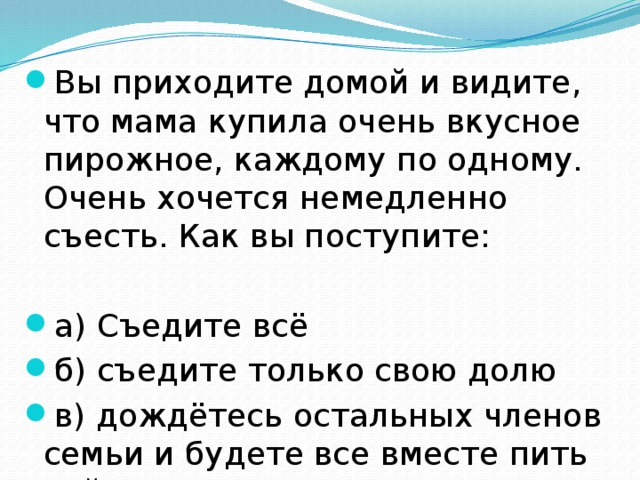 Вы приходите домой и видите,
что мама купила очень вкусное
пирожное, каждому по одному.
Очень хочется немедленно
съесть. Как вы поступите:
а) Съедите всё
б) съедите только свою долю
в) дождётесь остальных членов
семьи и будете все вместе пить